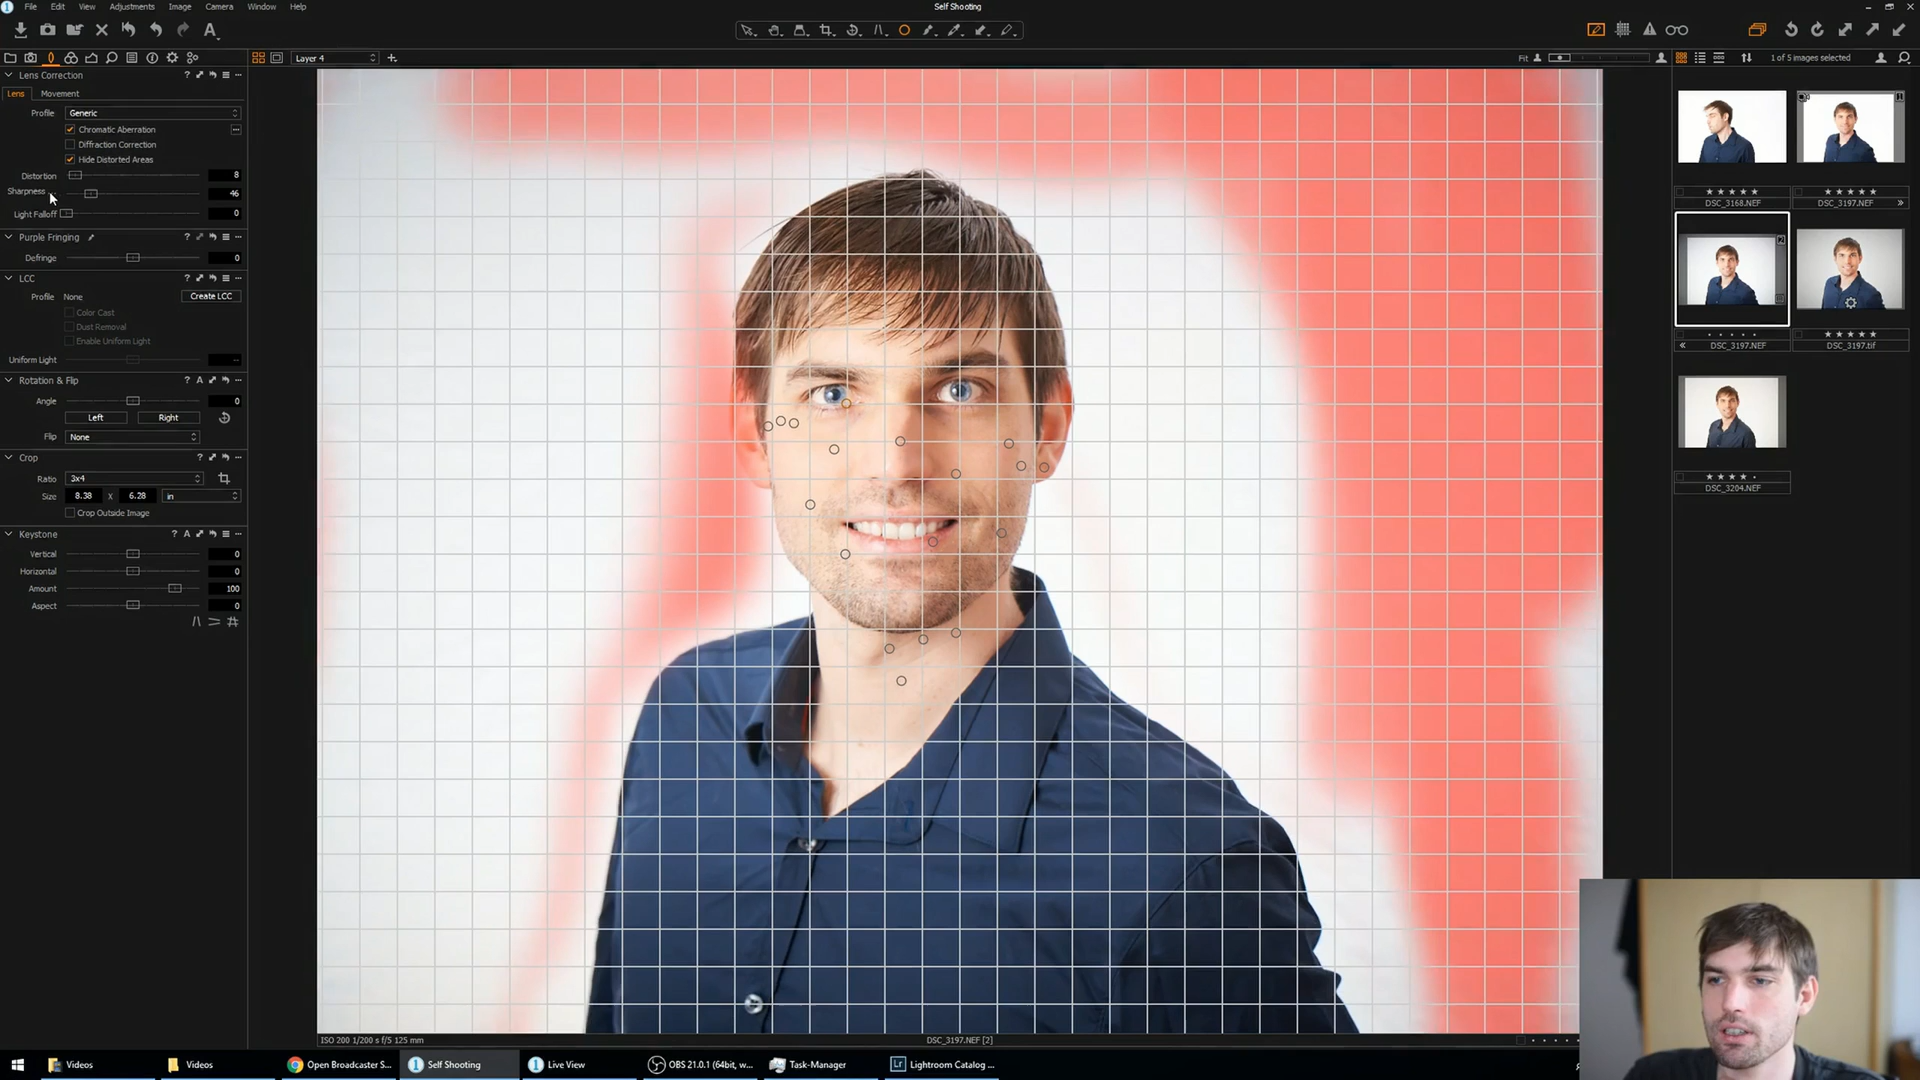 File Edit View Adjustments Image Camera Window Help
Self Shooting
Layer 4
Fit
1 of 5 images selected
Lens Correction
Lens Movement
Profile Generic
Chromatic Aberration
Diffraction Correction
Hide Distorted Areas
Distortion 8
Sharpness ... 46
Light Falloff 0
Purple Fringing
Defringe 0
LCC
Profile None Create LCC
Color Cast
Dust Removal
Enable Uniform Light
Uniform Light
Rotation & Flip
Angle 0
Left Right
Flip None
Crop
Ratio 3x4
Size 8.38 X 6.28 in
Crop Outside Image
Keystone
Vertical 0
Horizontal 0
Amount 100
Aspect 0
DSC_3168.NEF
DSC_3197.NEF
DSC_3197.NEF
DSC_3197.tif
DSC_3204.NEF
ISO 200 1/200 s f/5 125 mm
DSC_3197.NEF [2]
Videos
Videos
Open Broadcaster S...
Self Shooting
Live View
OBS 21.0.1 (64bit, w...
Task-Manager
Lightroom Catalog ...